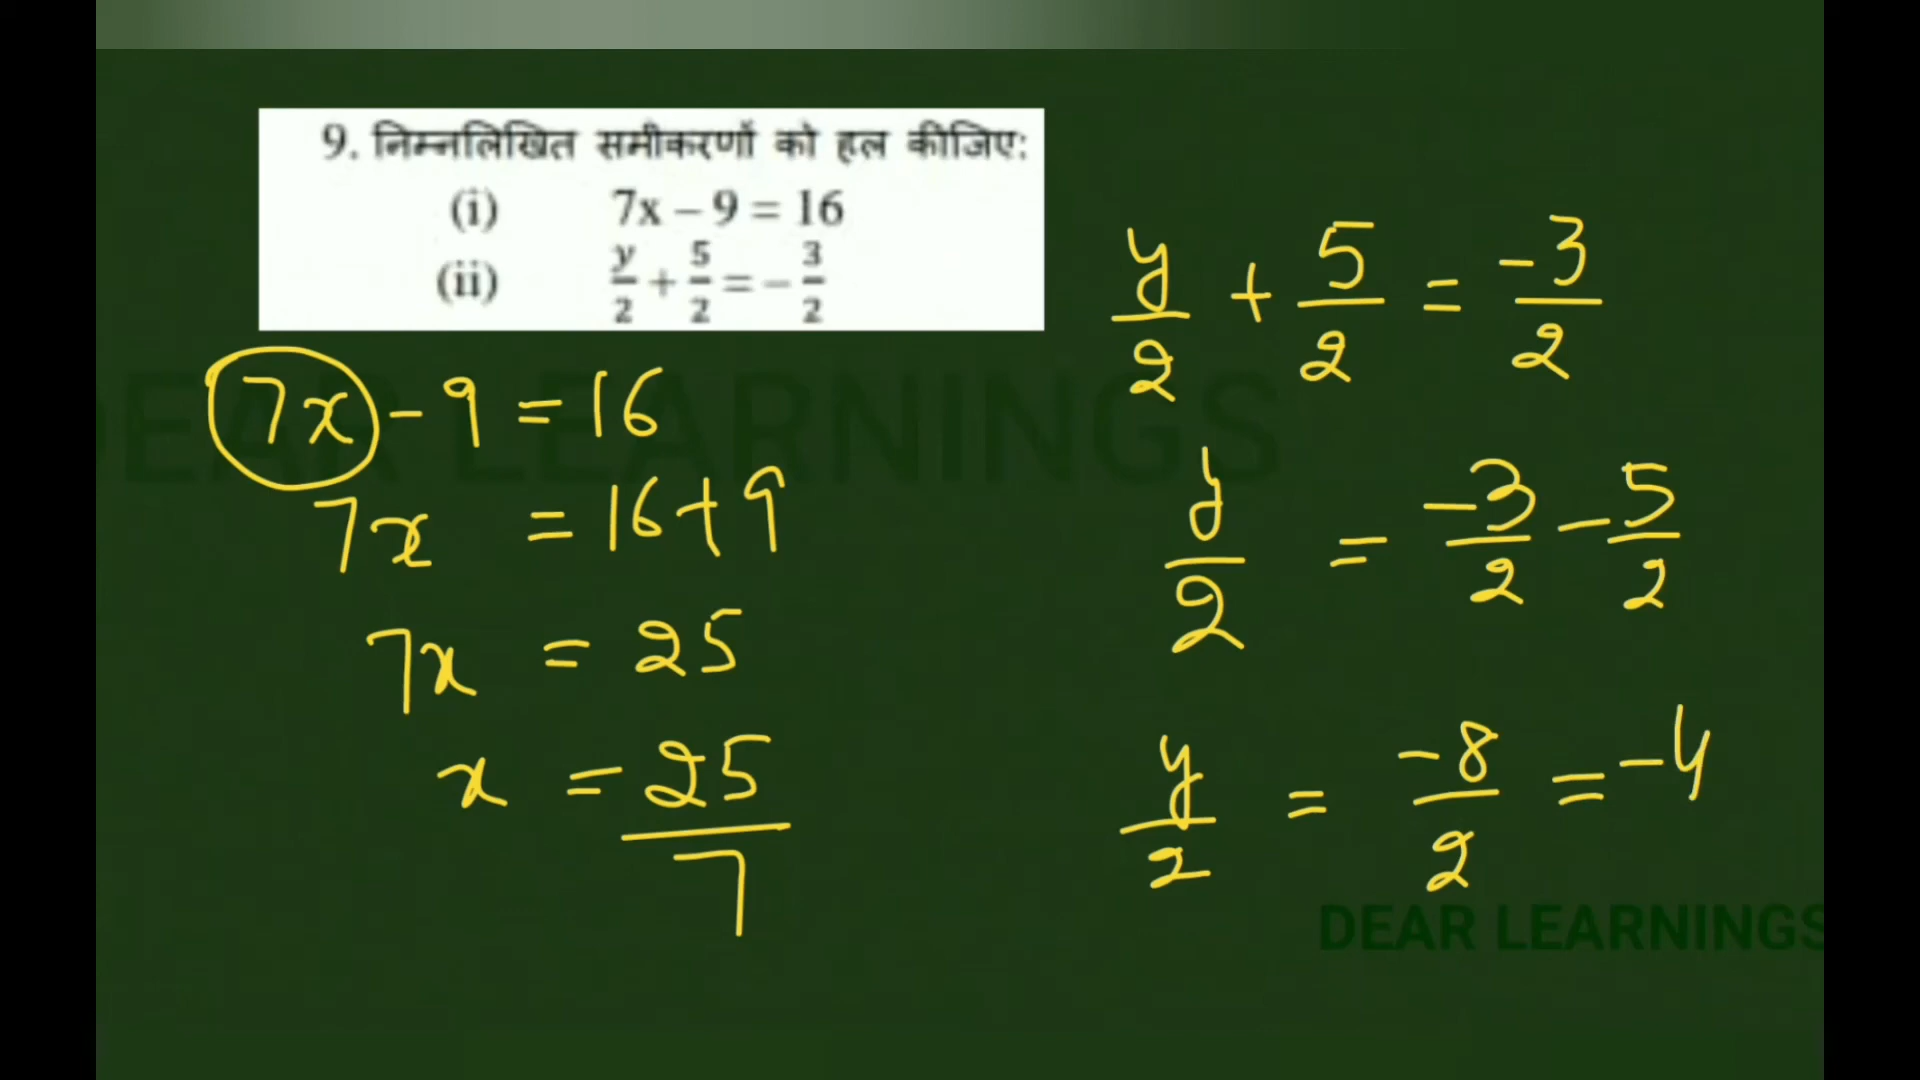 9. निम्नलिखित समीकरणों को हल कीजिए:
(i) 7x – 9 = 16
(ii) y/2 + 5/2 = – 3/2
7x - 9 = 16
7x = 16 + 9
7x = 25
x = 25/7
y/2 + 5/2 = -3/2
y/2 = -3/2 - 5/2
y/2 = -8/2 = -4
DEAR LEARNINGS
DEAR LEARNINGS